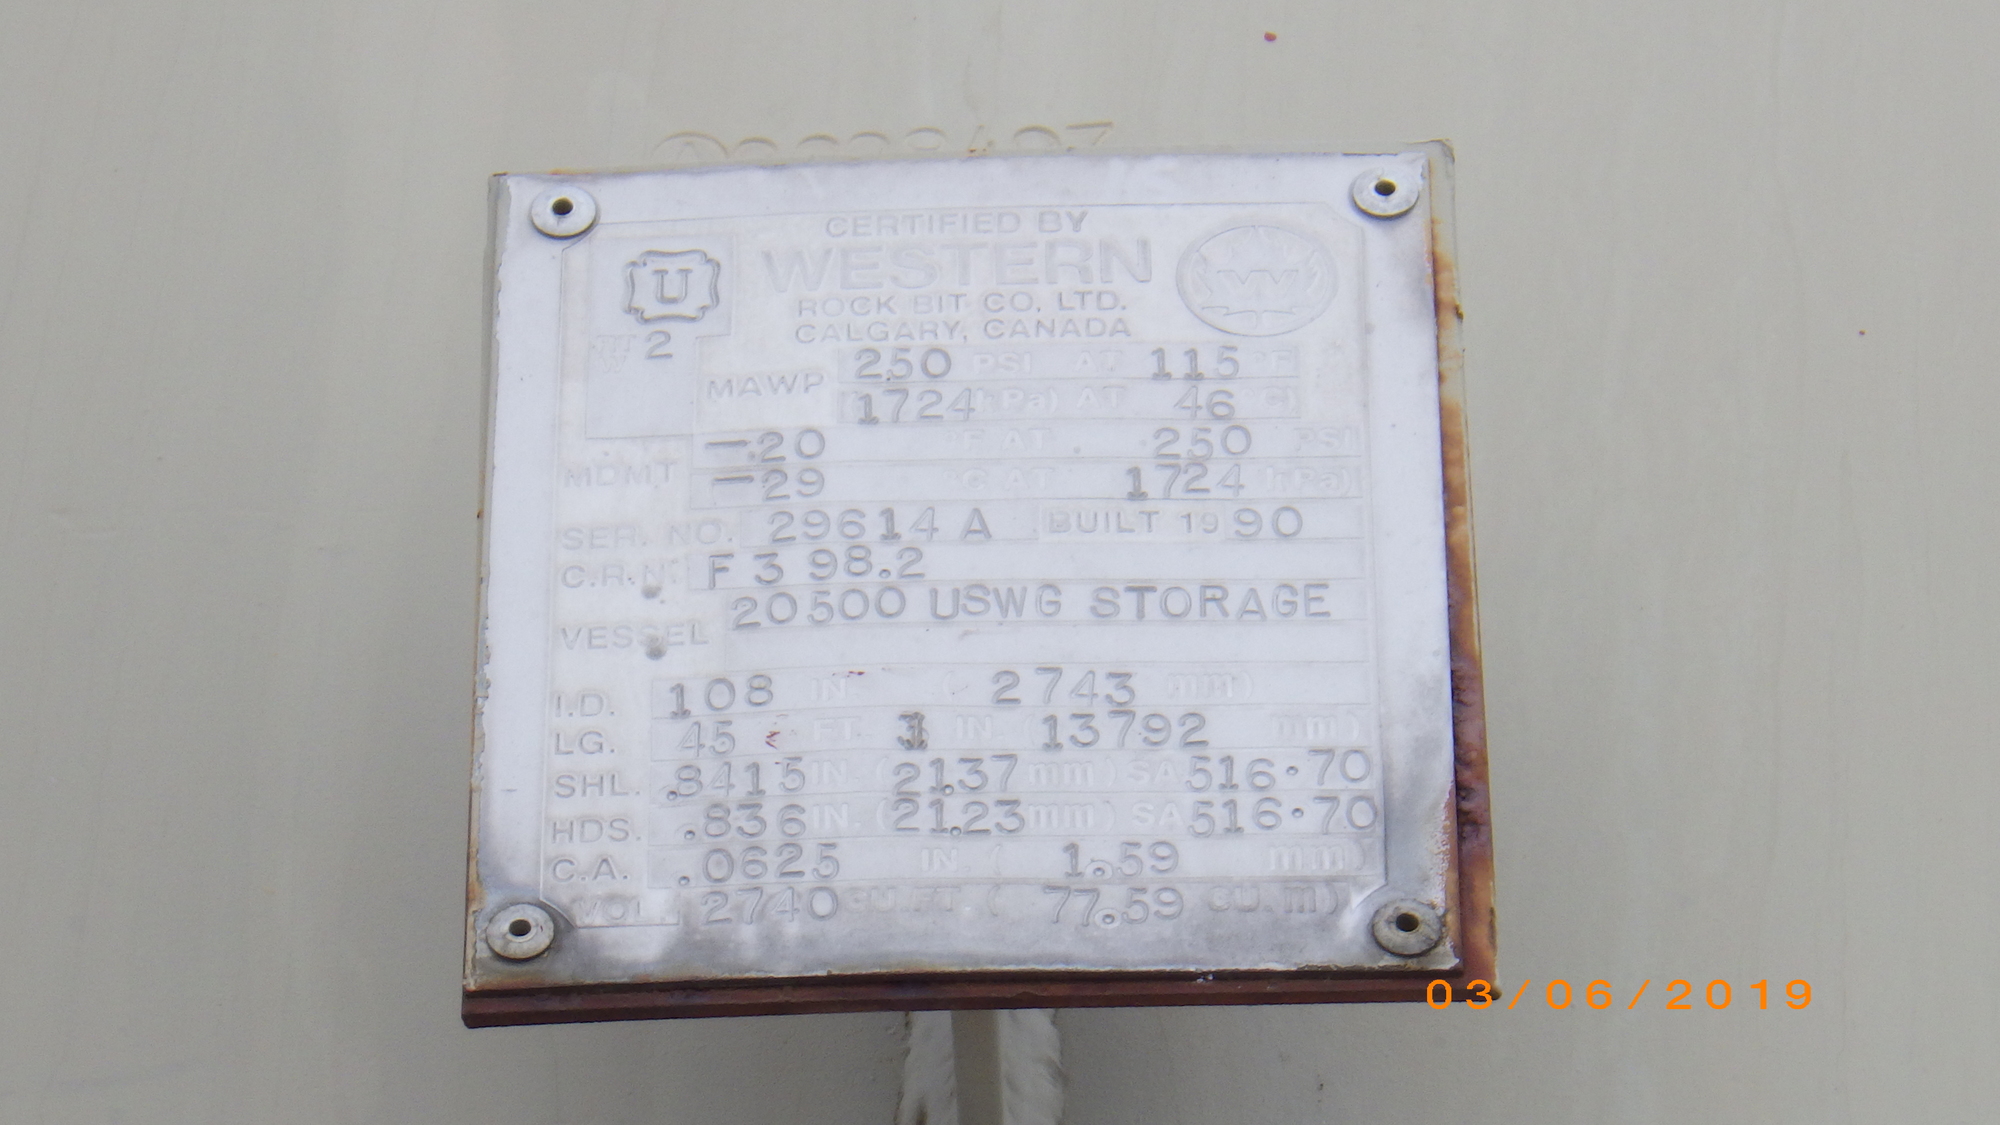 CERTIFIED BY
WESTERN
ROCK BIT CO. LTD.
CALGARY, CANADA
U
W
2
MAWP 250 PSI AT 115 °F
1724 (kPa) AT 46 °C)
MDMT -20 °F AT 250 PSI
-29 °C AT 1724 (kPa)
SER. NO. 29614 A BUILT 19 90
C.R.N. F 3 98.2
VESSEL 20500 USWG STORAGE
I.D. 108 IN ( 2743 mm)
LG. 45 FT. IN. ( 13792 mm)
SHL. .8415 IN. ( 21.37 mm) SA 516·70
HDS. .836 IN. ( 21.23 mm) SA 516·70
C.A. .0625 IN. ( 1.59 mm)
VOL. 2740 CU.FT ( 77.59 CU. m)
03/06/2019